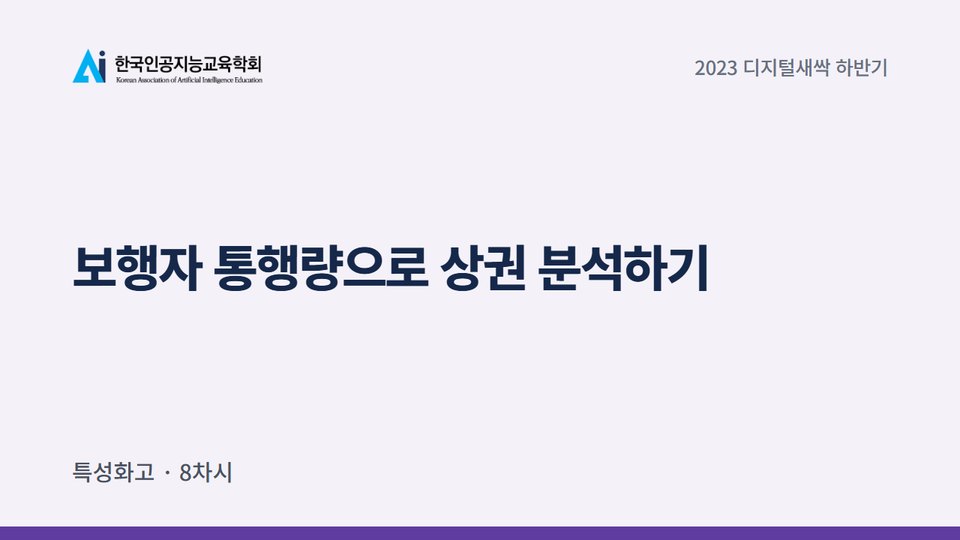 Ai 한국인공지능교육학회
Korean Association of Artificial Intelligence Education
2023 디지털새싹 하반기
보행자 통행량으로 상권 분석하기
특성화고 · 8차시